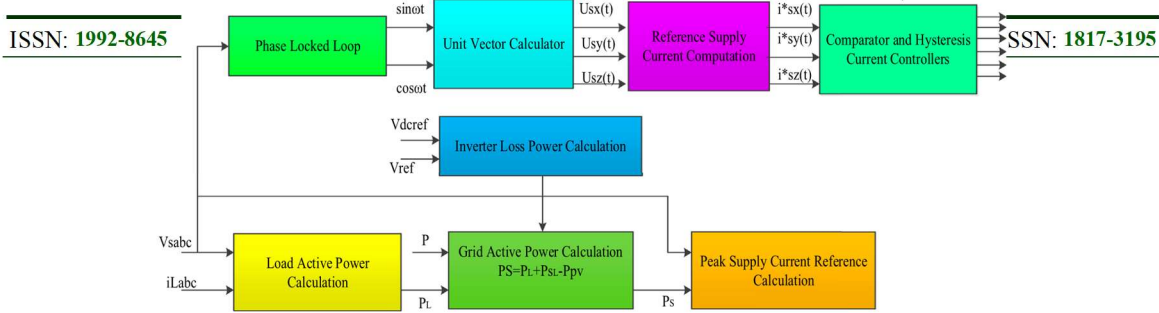 ISSN: 1992-8645
SSN: 1817-3195
sinωt
cosωt
Phase Locked Loop
Unit Vector Calculator
Usx(t)
Usy(t)
Usz(t)
Reference Supply
Current Computation
i*sx(t)
i*sy(t)
i*sz(t)
Comparator and Hysteresis
Current Controllers
Vdcref
Vref
Inverter Loss Power Calculation
Vsabc
iLabc
Load Active Power
Calculation
P
PL
Grid Active Power Calculation
PS=PL+PSL-Ppv
PS
Peak Supply Current Reference
Calculation